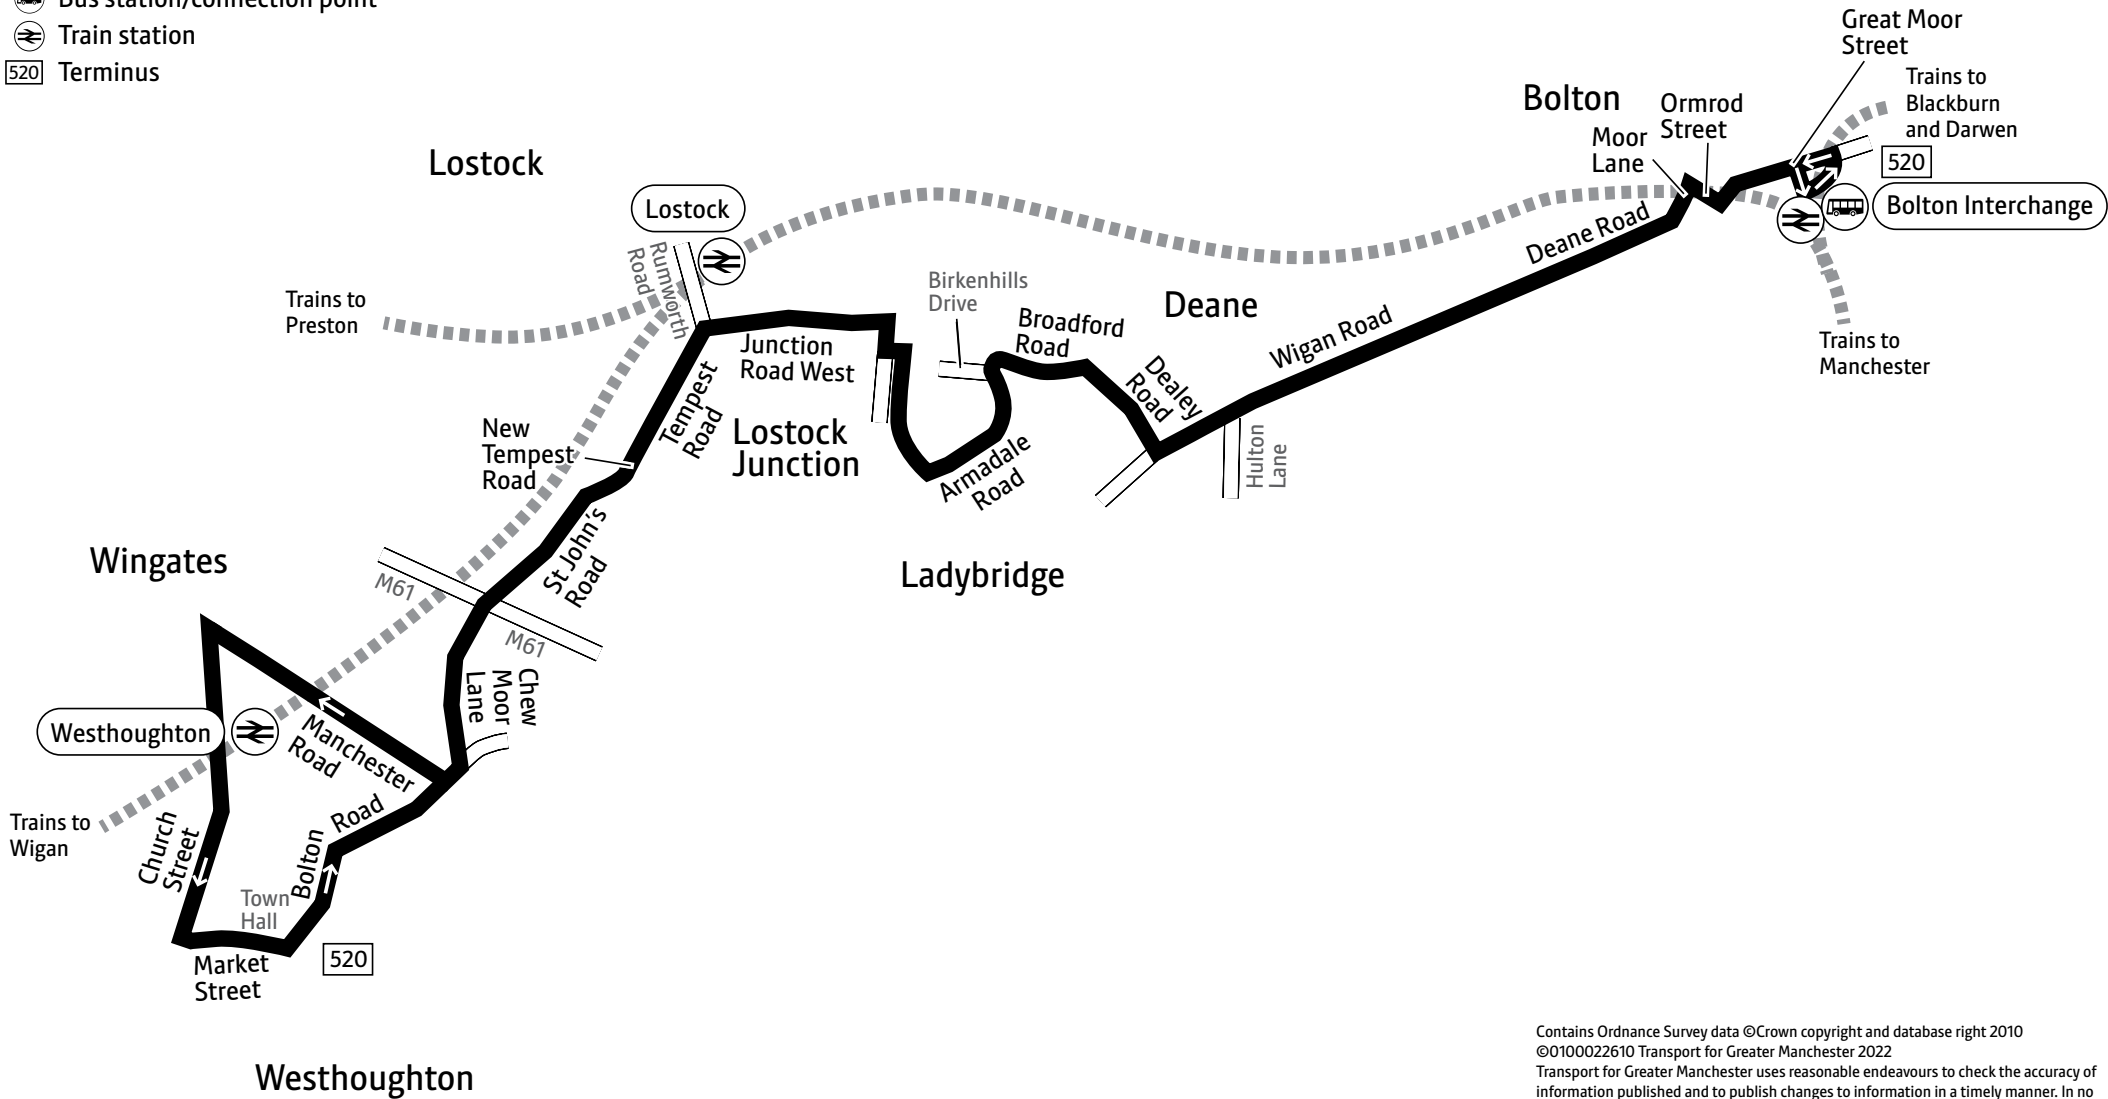 Bus station/connection point
Train station
520 Terminus
Great Moor
Street
Trains to
Blackburn
and Darwen
Bolton
Ormrod
Street
Moor
Lane
520
Bolton Interchange
Lostock
Lostock
Rumworth
Road
Deane Road
Birkenhills
Drive
Deane
Trains to
Preston
Broadford
Road
Wigan Road
Trains to
Manchester
Junction
Road West
Dealey
Road
Tempest
Road
New
Tempest
Road
Lostock
Junction
Armadale
Road
Hulton
Lane
St John's
Road
Wingates
M61
Ladybridge
M61
Chew
Moor
Lane
Westhoughton
Manchester
Road
Trains to
Wigan
Church
Street
Bolton
Road
Town
Hall
520
Market
Street
Westhoughton
Contains Ordnance Survey data ©Crown copyright and database right 2010
©0100022610 Transport for Greater Manchester 2022
Transport for Greater Manchester uses reasonable endeavours to check the accuracy of
information published and to publish changes to information in a timely manner. In no